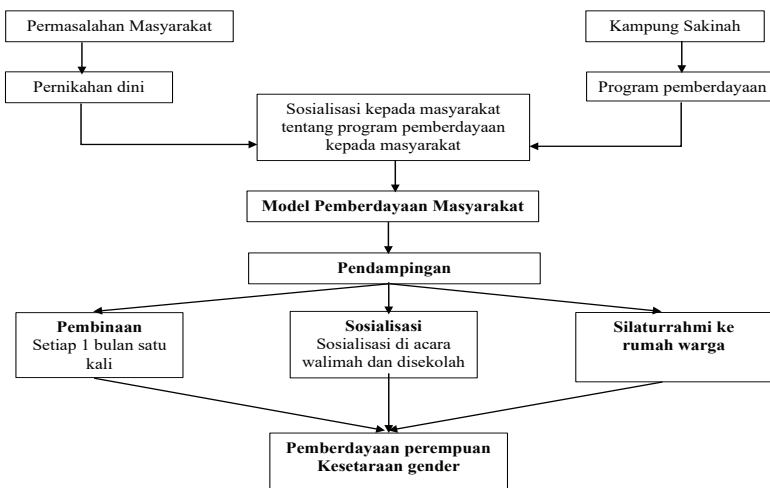 Permasalahan Masyarakat
Kampung Sakinah
Pernikahan dini
Program pemberdayaan
Sosialisasi kepada masyarakat
tentang program pemberdayaan
kepada masyarakat
Model Pemberdayaan Masyarakat
Pendampingan
Pembinaan
Setiap 1 bulan satu
kali
Sosialisasi
Sosialisasi di acara
walimah dan disekolah
Silaturrahmi ke
rumah warga
Pemberdayaan perempuan
Kesetaraan gender